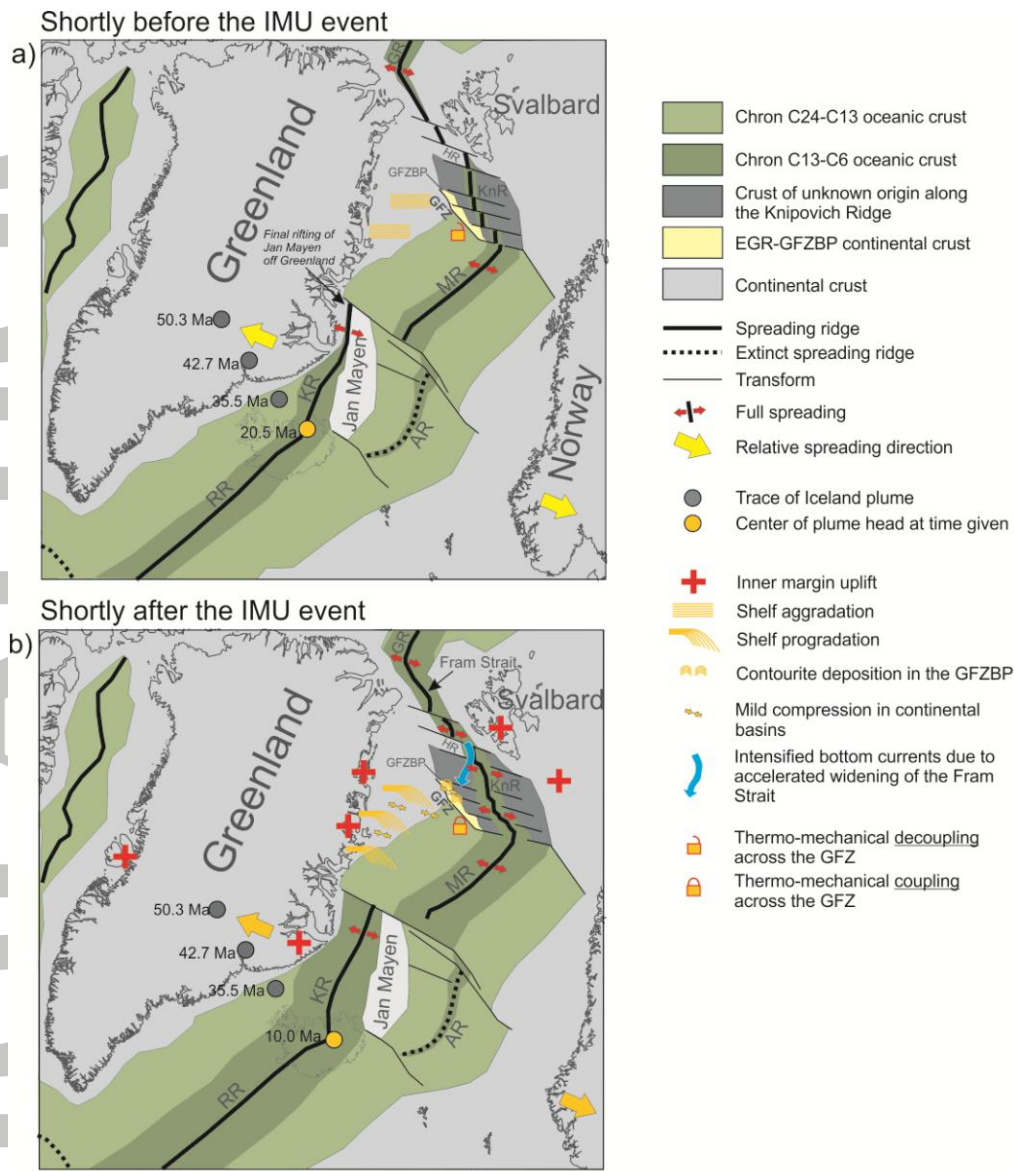 Shortly before the IMU event
a)
GR
Svalbard
HR
GFZBP
KnR
GFZ
Greenland
Final rifting of
Jan Mayen
off Greenland
MR
50.3 Ma
42.7 Ma
35.5 Ma
KR
Jan Mayen
20.5 Ma
AR
RR
Norway
Shortly after the IMU event
b)
GR
Fram Strait
Svalbard
HR
GFZBP
KnR
GFZ
Greenland
MR
50.3 Ma
42.7 Ma
35.5 Ma
KR
Jan Mayen
10.0 Ma
AR
RR
Chron C24-C13 oceanic crust
Chron C13-C6 oceanic crust
Crust of unknown origin along
the Knipovich Ridge
EGR-GFZBP continental crust
Continental crust
Spreading ridge
Extinct spreading ridge
Transform
Full spreading
Relative spreading direction
Trace of Iceland plume
Center of plume head at time given
Inner margin uplift
Shelf aggradation
Shelf progradation
Contourite deposition in the GFZBP
Mild compression in continental
basins
Intensified bottom currents due to
accelerated widening of the Fram
Strait
Thermo-mechanical decoupling
across the GFZ
Thermo-mechanical coupling
across the GFZ